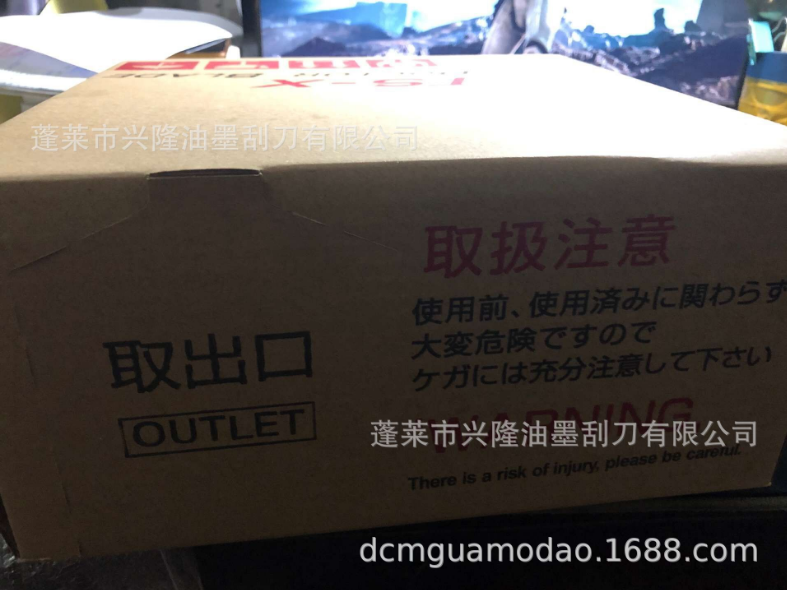 DOCTOR BLADE
蓬莱市兴隆油墨刮刀有限公司
取扱注意
使用前、使用済みに関わらず
大変危険ですので
ケガには充分注意して下さい
取出口
OUTLET
WARNING
蓬莱市兴隆油墨刮刀有限公司
There is a risk of injury, please be careful.
dcmguamodao.1688.com